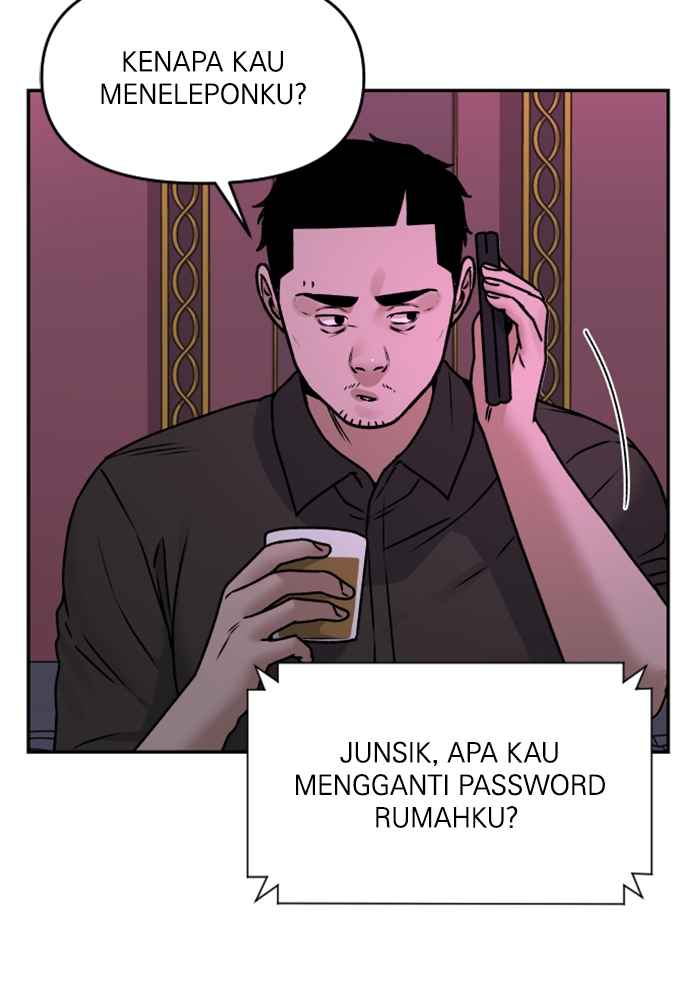 KENAPA KAU
MENELEPONKU?
JUNSIK, APA KAU
MENGGANTI PASSWORD
RUMAHKU?